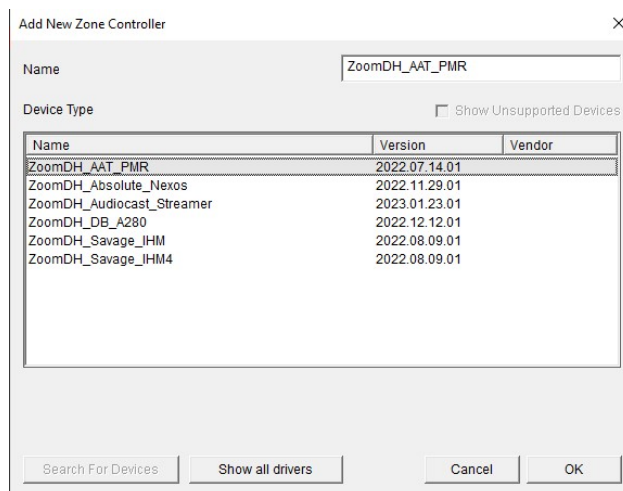 Add New Zone Controller
Name ZoomDH_AAT_PMR
Device Type Show Unsupported Devices
Name Version Vendor
ZoomDH_AAT_PMR 2022.07.14.01
ZoomDH_Absolute_Nexos 2022.11.29.01
ZoomDH_Audiocast_Streamer 2023.01.23.01
ZoomDH_DB_A280 2022.12.12.01
ZoomDH_Savage_IHM 2022.08.09.01
ZoomDH_Savage_IHM4 2022.08.09.01
Search For Devices Show all drivers Cancel OK